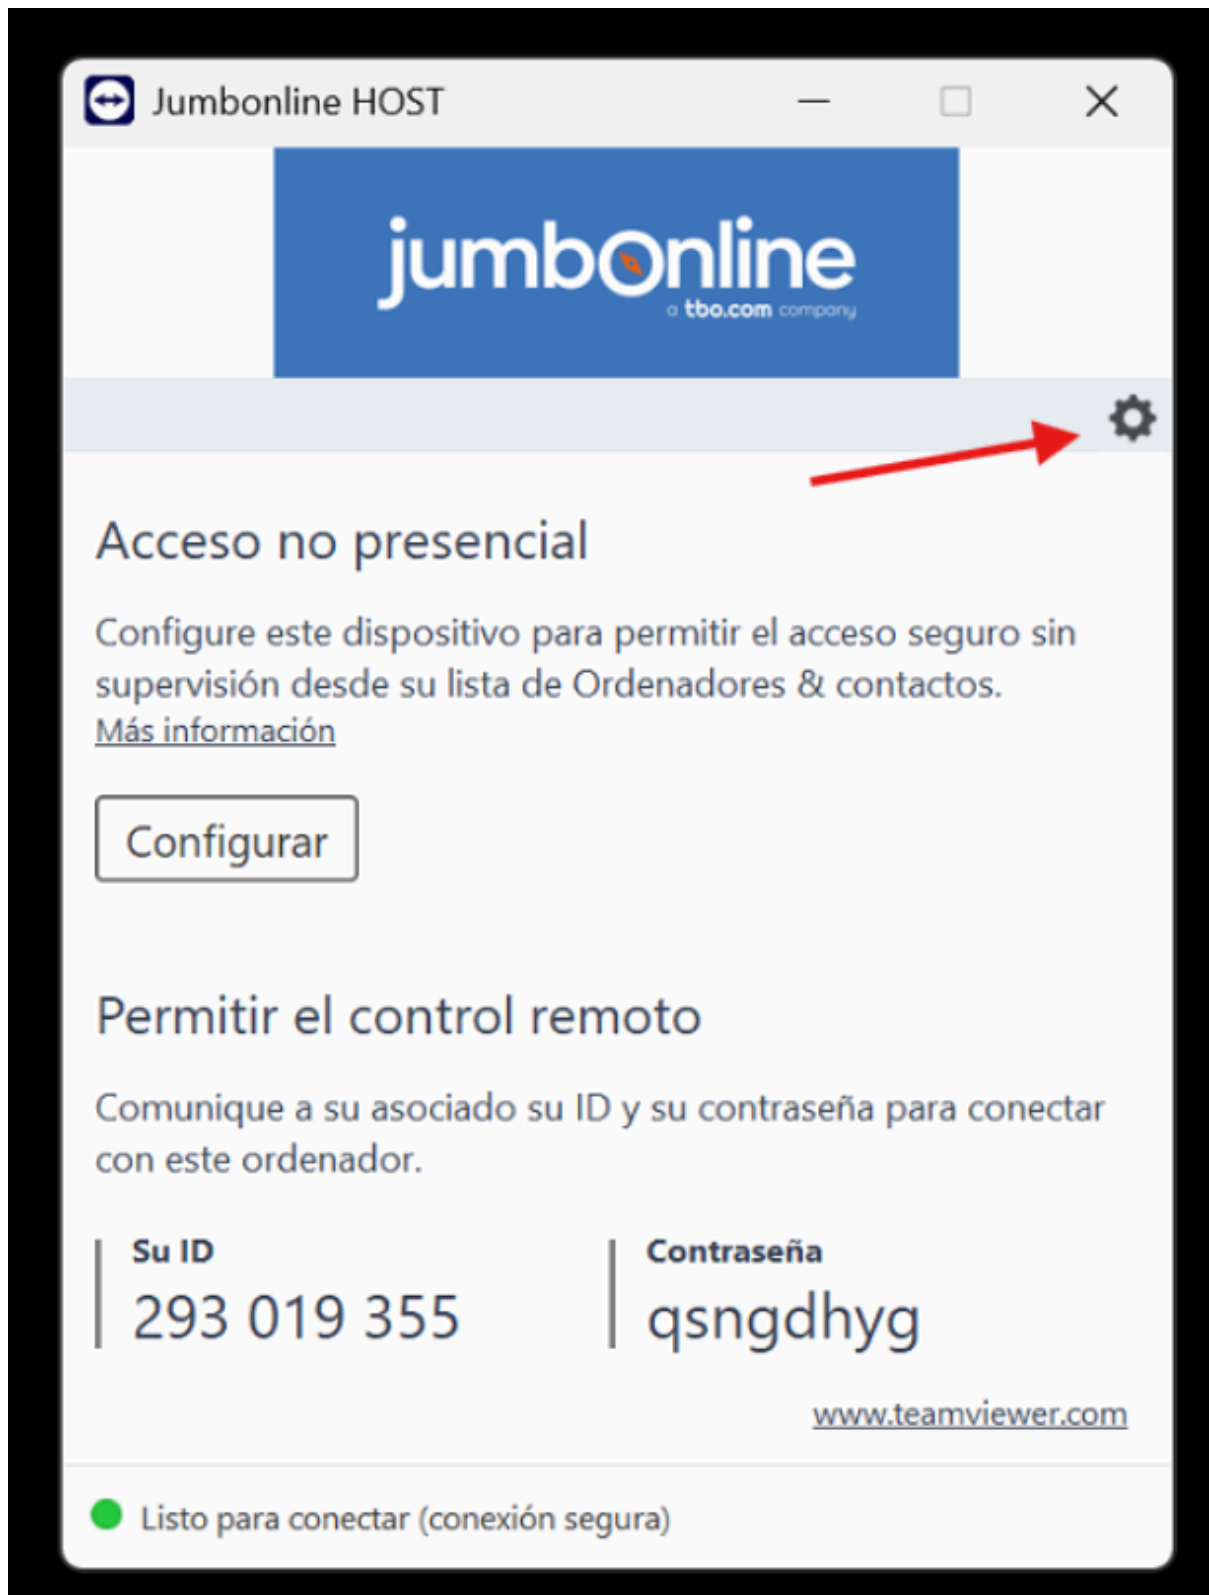 Jumbonline HOST
jumbonline
a tbo.com company
Acceso no presencial
Configure este dispositivo para permitir el acceso seguro sin
supervisión desde su lista de Ordenadores & contactos.
Más información
Configurar
Permitir el control remoto
Comunique a su asociado su ID y su contraseña para conectar
con este ordenador.
Su ID
293 019 355
Contraseña
qsngdhyg
www.teamviewer.com
Listo para conectar (conexión segura)